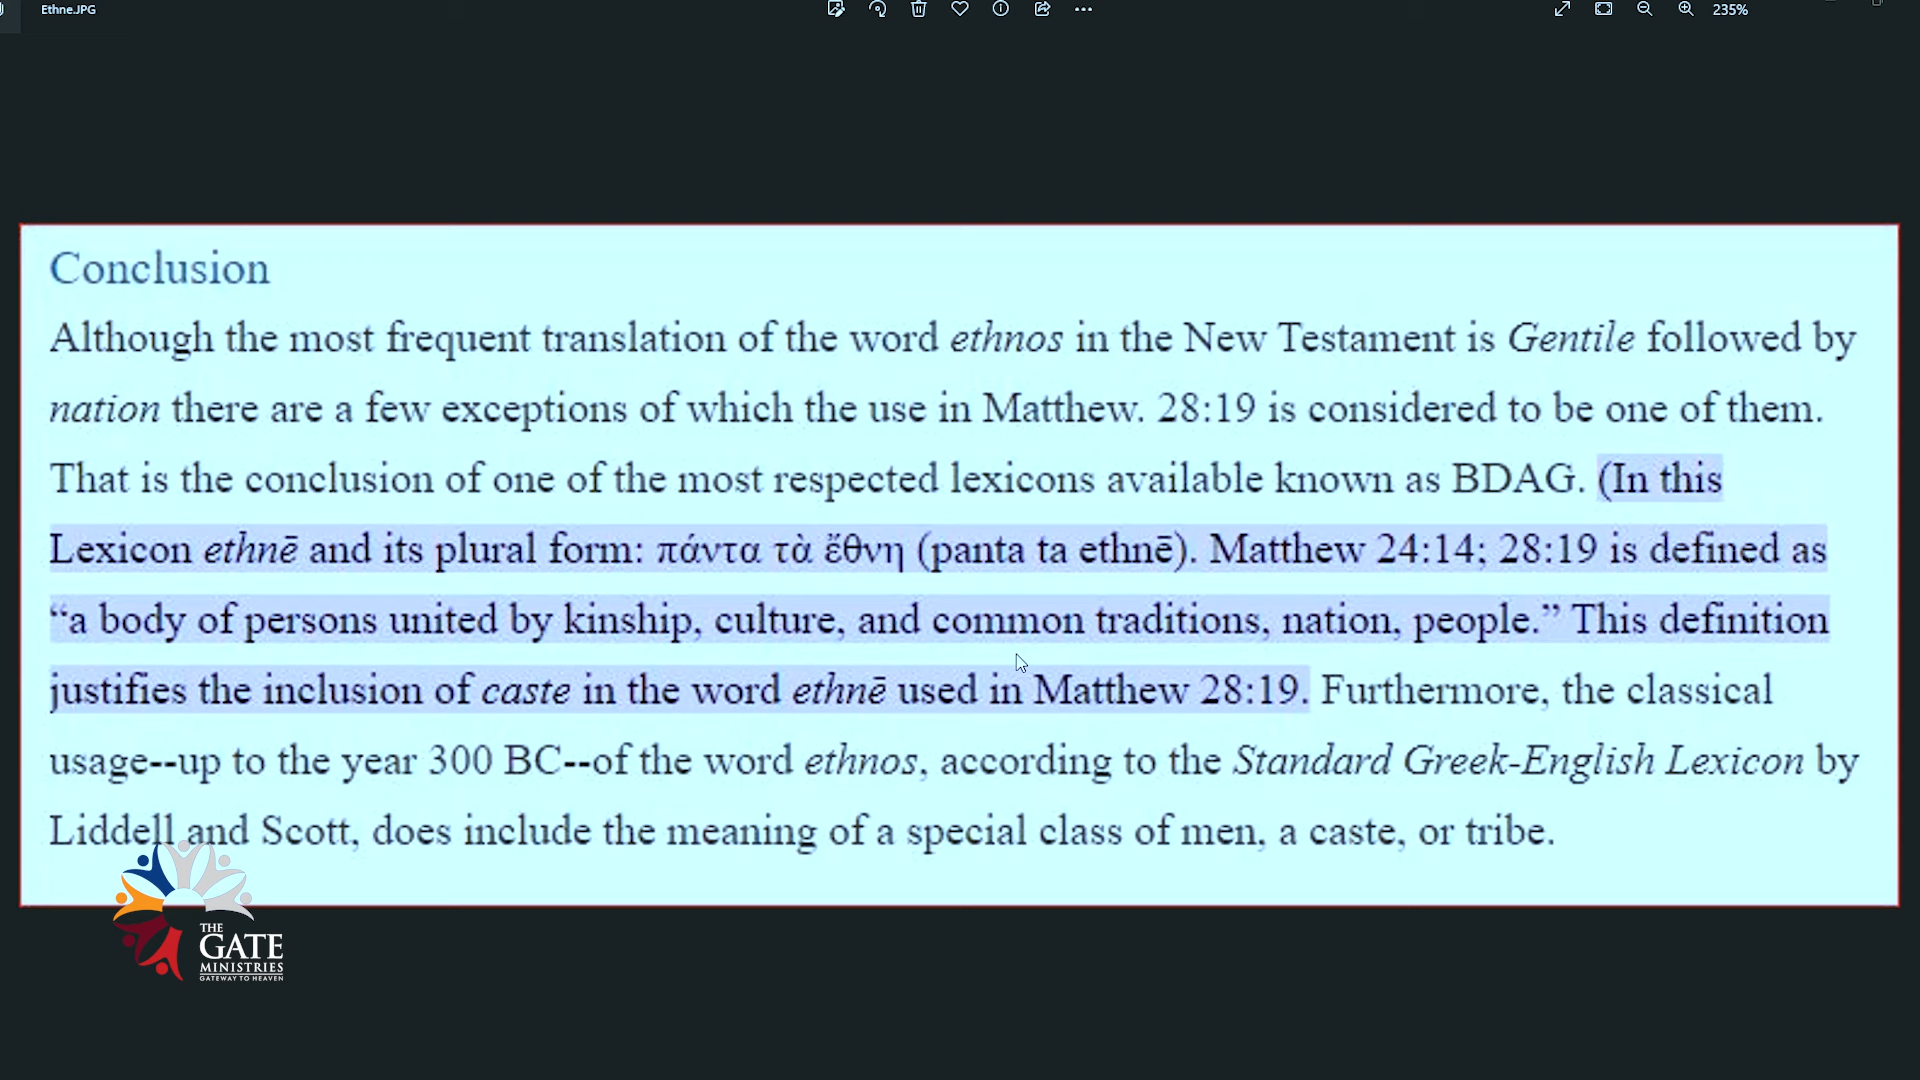 Ethne.JPG
235%
Conclusion
Although the most frequent translation of the word ethnos in the New Testament is Gentile followed by
nation there are a few exceptions of which the use in Matthew. 28:19 is considered to be one of them.
That is the conclusion of one of the most respected lexicons available known as BDAG. (In this
Lexicon ethnē and its plural form: πάντα τὰ ἔθνη (panta ta ethnē). Matthew 24:14; 28:19 is defined as
“a body of persons united by kinship, culture, and common traditions, nation, people.” This definition
justifies the inclusion of caste in the word ethnē used in Matthew 28:19. Furthermore, the classical
usage--up to the year 300 BC--of the word ethnos, according to the Standard Greek-English Lexicon by
Liddell and Scott, does include the meaning of a special class of men, a caste, or tribe.
THE
GATE
MINISTRIES
GATEWAY TO HEAVEN